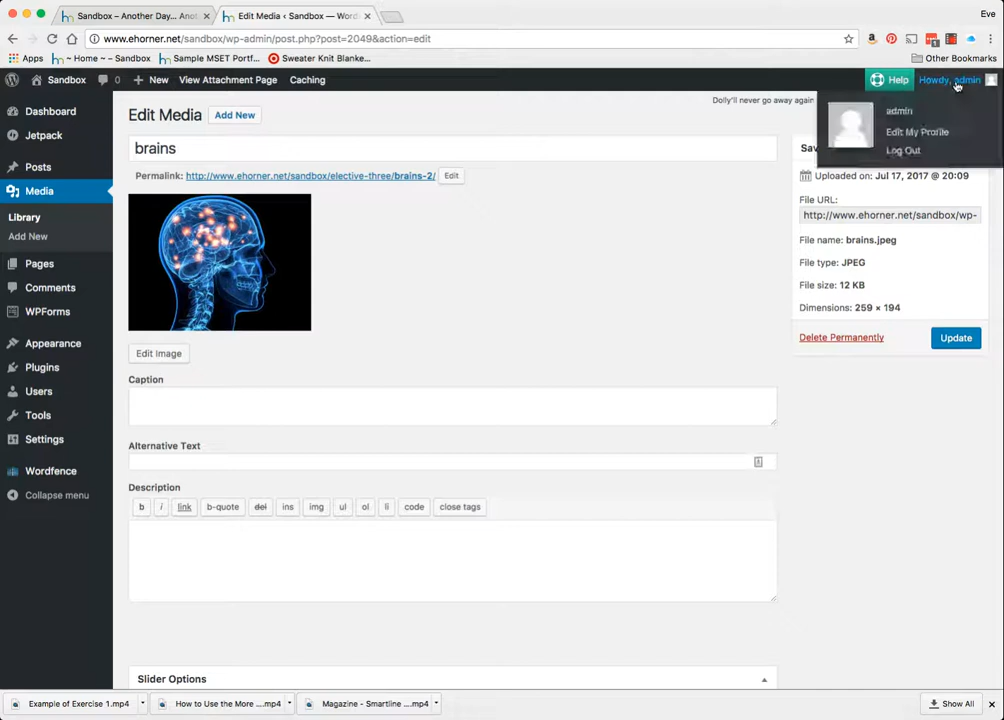 Sandbox – Another Day... Ano
Edit Media ‹ Sandbox — Word
Eve
www.ehorner.net/sandbox/wp-admin/post.php?post=2049&action=edit
Apps
~ Home ~ – Sandbox
Sample MSET Portf...
Sweater Knit Blanke...
Other Bookmarks
Sandbox
0
New
View Attachment Page
Caching
Help
Howdy, admin
Dashboard
Jetpack
Posts
Media
Library
Add New
Pages
Comments
WPForms
Appearance
Plugins
Users
Tools
Settings
Wordfence
Collapse menu
Edit Media
Add New
Dolly'll never go away again
admin
Edit My Profile
Log Out
brains
Permalink: http://www.ehorner.net/sandbox/elective-three/brains-2/
Edit
Edit Image
Caption
Alternative Text
Description
b
i
link
b-quote
del
ins
img
ul
ol
li
code
close tags
Slider Options
Sav
Uploaded on: Jul 17, 2017 @ 20:09
File URL:
http://www.ehorner.net/sandbox/wp-
File name: brains.jpeg
File type: JPEG
File size: 12 KB
Dimensions: 259 × 194
Delete Permanently
Update
Example of Exercise 1.mp4
How to Use the More ....mp4
Magazine - Smartline ....mp4
Show All